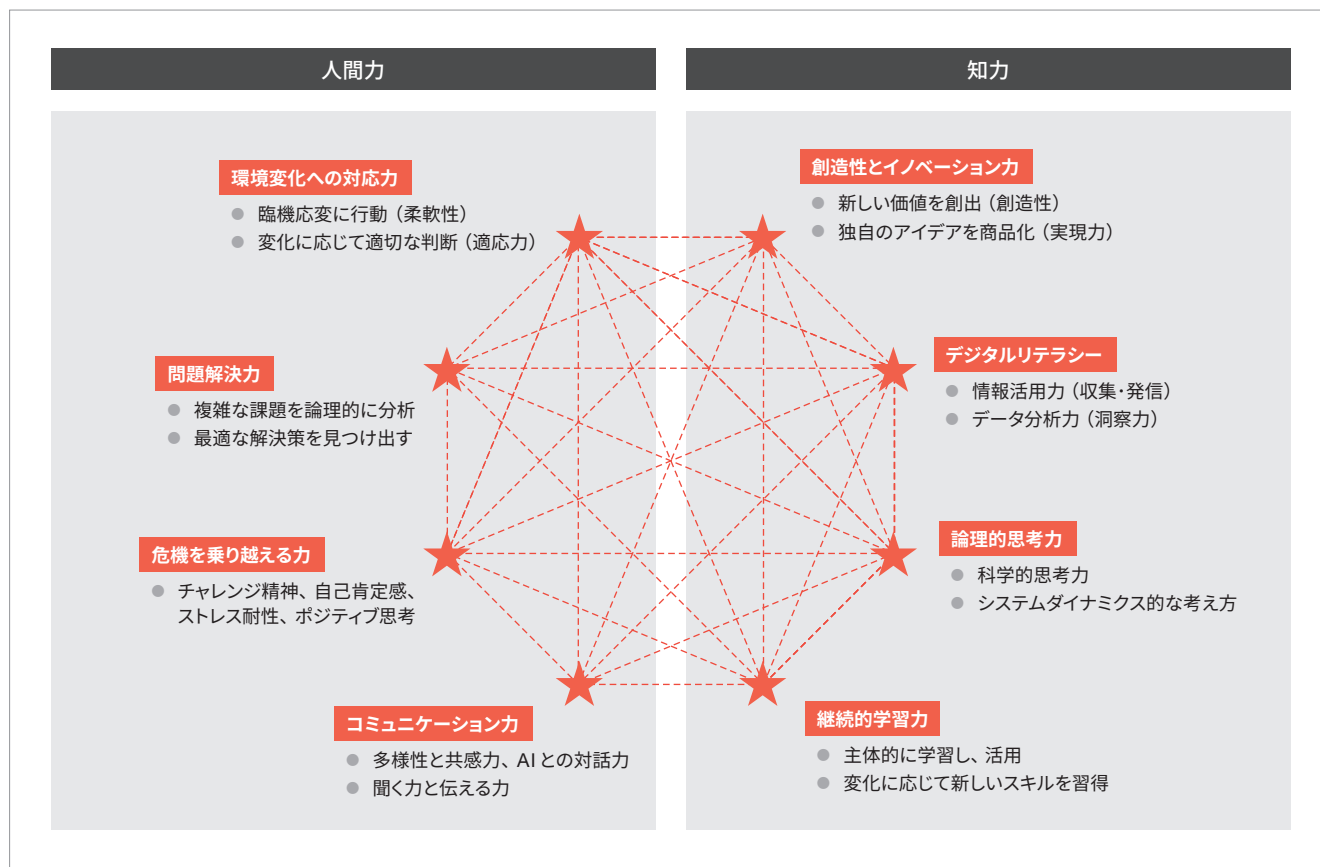 人間力
環境変化への対応力
● 臨機応変に行動（柔軟性）
● 変化に応じて適切な判断（適応力）
問題解決力
● 複雑な課題を論理的に分析
● 最適な解決策を見つけ出す
危機を乗り越える力
● チャレンジ精神、自己肯定感、
ストレス耐性、ポジティブ思考
コミュニケーション力
● 多様性と共感力、AIとの対話力
● 聞く力と伝える力
知力
創造性とイノベーション力
● 新しい価値を創出（創造性）
● 独自のアイデアを商品化（実現力）
デジタルリテラシー
● 情報活用力（収集・発信）
● データ分析力（洞察力）
論理的思考力
● 科学的思考力
● システムダイナミクス的な考え方
継続的学習力
● 主体的に学習し、活用
● 変化に応じて新しいスキルを習得